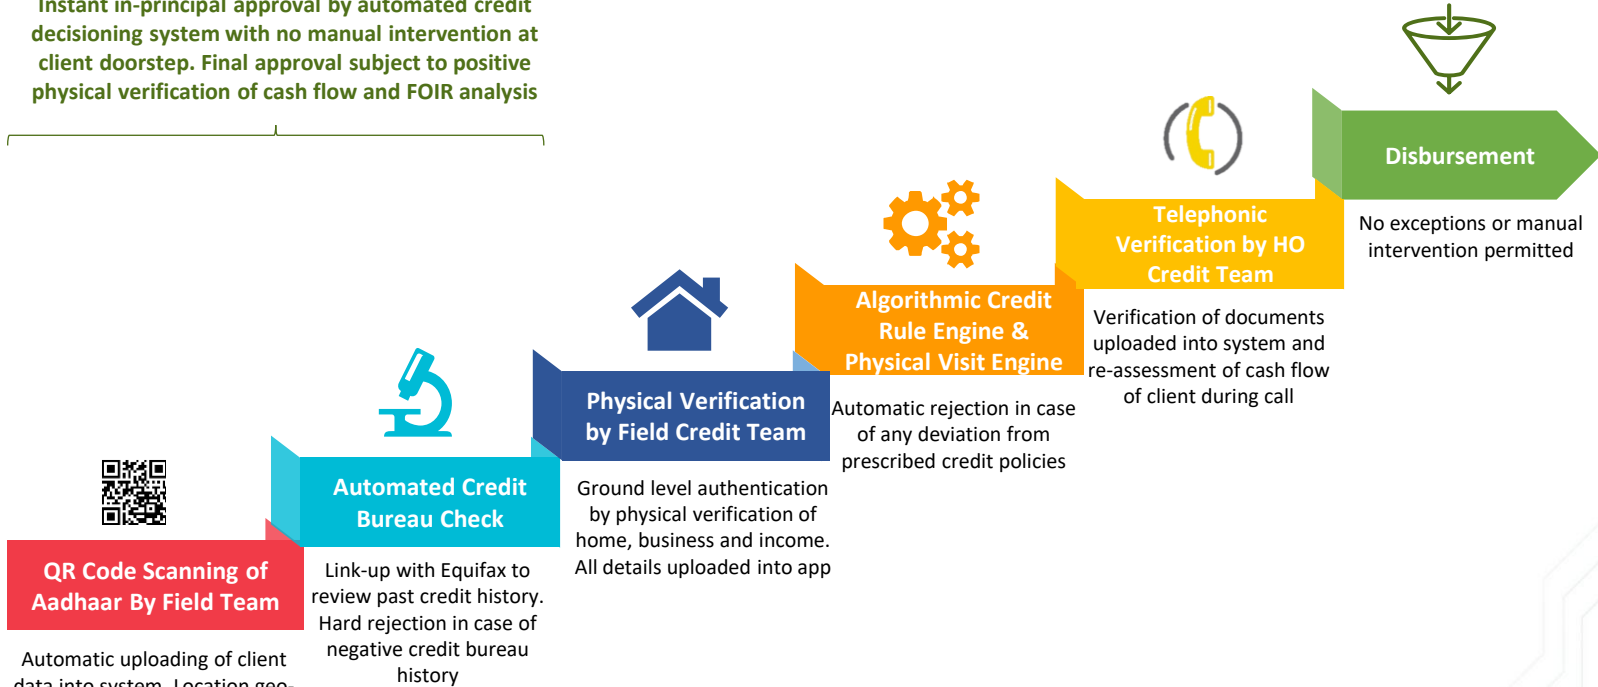 Instant in-principal approval by automated credit
decisioning system with no manual intervention at
client doorstep. Final approval subject to positive
physical verification of cash flow and FOIR analysis
QR Code Scanning of
Aadhaar By Field Team
Automatic uploading of client
data into system. Location geo-
Automated Credit
Bureau Check
Link-up with Equifax to
review past credit history.
Hard rejection in case of
negative credit bureau
history
Physical Verification
by Field Credit Team
Ground level authentication
by physical verification of
home, business and income.
All details uploaded into app
Algorithmic Credit
Rule Engine &
Physical Visit Engine
Automatic rejection in case
of any deviation from
prescribed credit policies
Telephonic
Verification by HO
Credit Team
Verification of documents
uploaded into system and
re-assessment of cash flow
of client during call
Disbursement
No exceptions or manual
intervention permitted